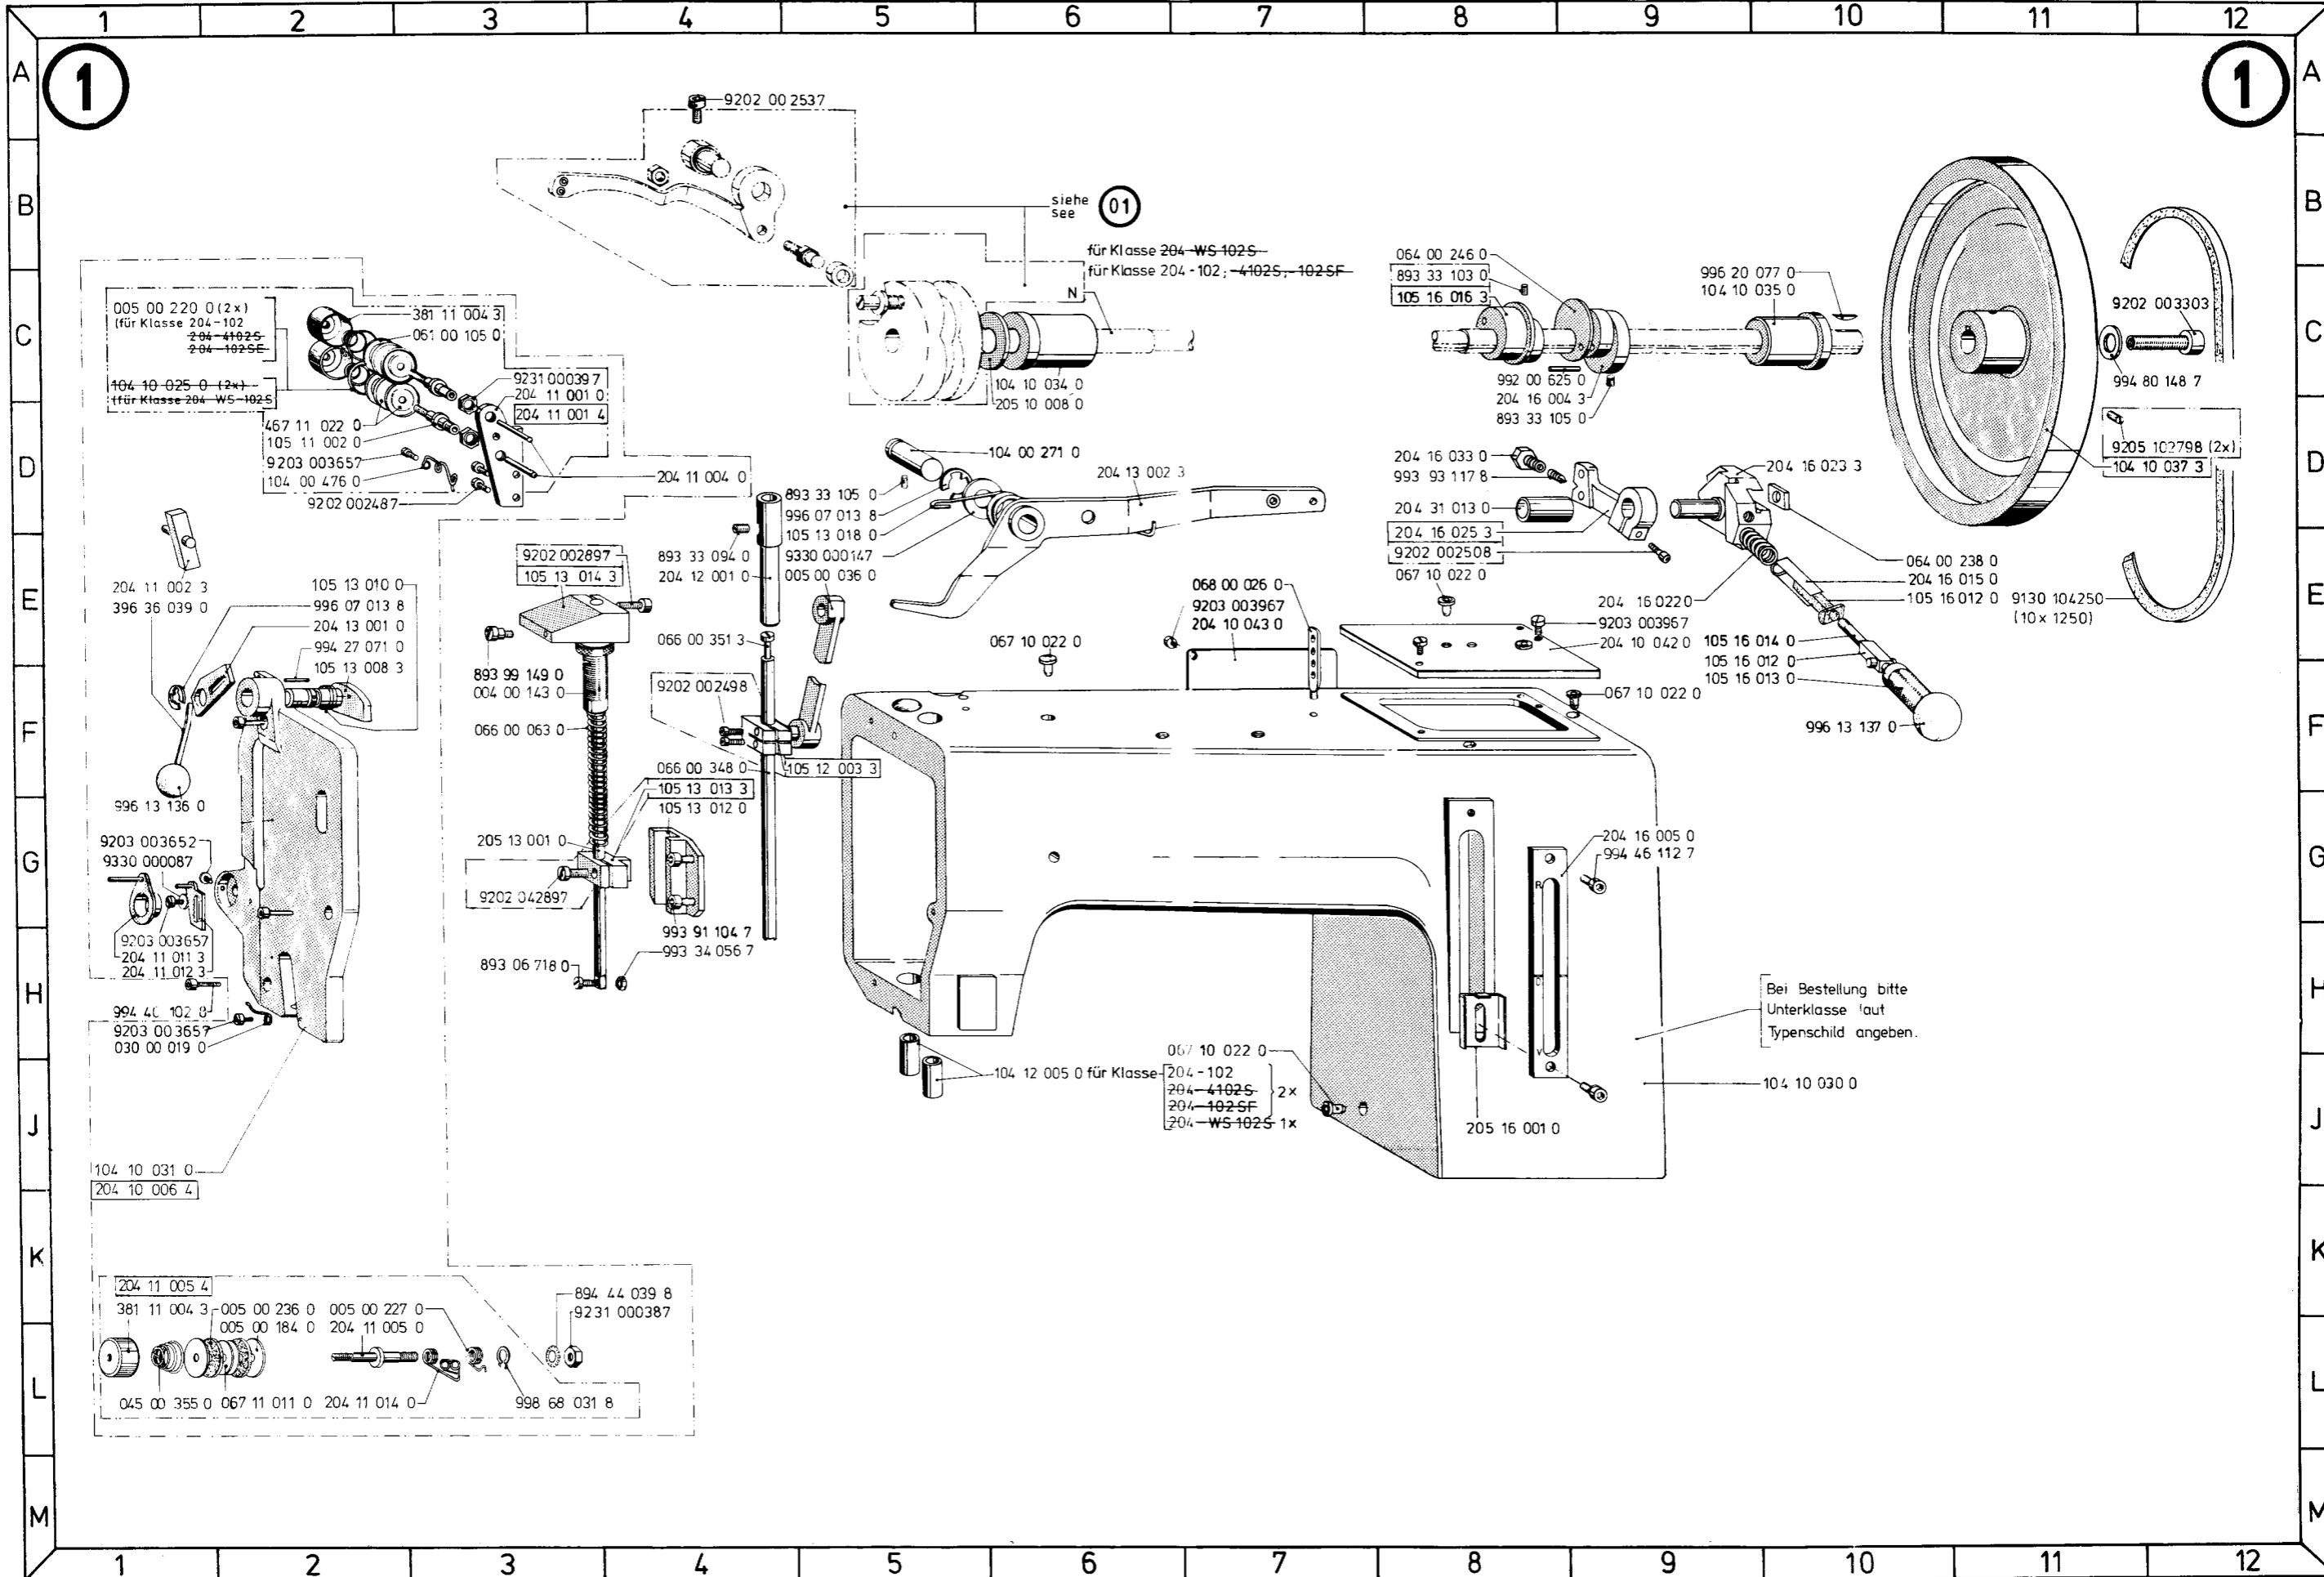 1 2 3 4 5 6 7 8 9 10 11 12
A A
1 1
9202 00 2537
B B
siehe
see
01
für Klasse 204-WS 102S
für Klasse 204-102; -4102S; -102SF
N
C C
005 00 220 0 (2x)
(für Klasse 204-102
204-4102S
204-102SE
104 10 025 0 (2x)
(für Klasse 204-WS-102S
381 11 004 3
061 00 105 0
9231 000397
204 11 001 0
204 11 001 4
467 11 022 0
105 11 002 0
9203 003657
104 00 476 0
9202 002487
204 11 004 0
104 10 034 0
205 10 008 0
064 00 246 0
893 33 103 0
105 16 016 3
992 00 625 0
204 16 004 3
893 33 105 0
996 20 077 0
104 10 035 0
9202 003303
994 80 148 7
9205 102798 (2x)
104 10 037 3
D D
104 00 271 0
204 13 002 3
893 33 105 0
996 07 013 8
105 13 018 0
9330 000147
005 00 036 0
893 33 094 0
204 12 001 0
204 16 033 0
993 93 117 8
204 31 013 0
204 16 025 3
9202 002508
067 10 022 0
204 16 023 3
064 00 238 0
204 16 015 0
105 16 012 0
9130 104250
(10 x 1250)
E E
204 11 002 3
396 36 039 0
105 13 010 0
996 07 013 8
204 13 001 0
994 27 071 0
105 13 008 3
9202 002897
105 13 014 3
893 99 149 0
004 00 143 0
066 00 063 0
066 00 351 3
9202 002498
067 10 022 0
068 00 026 0
9203 003967
204 10 043 0
204 16 022 0
9203 003967
204 10 042 0
105 16 014 0
105 16 012 0
105 16 013 0
067 10 022 0
996 13 137 0
F F
996 13 136 0
066 00 348 0
105 13 013 3
105 13 012 0
105 12 003 3
G G
9203 003652
9330 000087
205 13 001 0
9202 042897
204 16 005 0
994 46 112 7
R
0
V
9203 003657
204 11 011 3
204 11 012 3
993 91 104 7
993 34 056 7
893 06 718 0
H H
9203 003657
030 00 019 0
Bei Bestellung bitte
Unterklasse laut
Typenschild angeben.
104 12 005 0 für Klasse
204-102
204-4102S
204-102SF
2x
204-WS 102S 1x
067 10 022 0
205 16 001 0
104 10 030 0
J J
104 10 031 0
204 10 006 4
K K
204 11 005 4
381 11 004 3
005 00 236 0
005 00 184 0
005 00 227 0
204 11 005 0
894 44 039 8
9231 000387
045 00 355 0
067 11 011 0
204 11 014 0
998 68 031 8
L L
M M
1 2 3 4 5 6 7 8 9 10 11 12